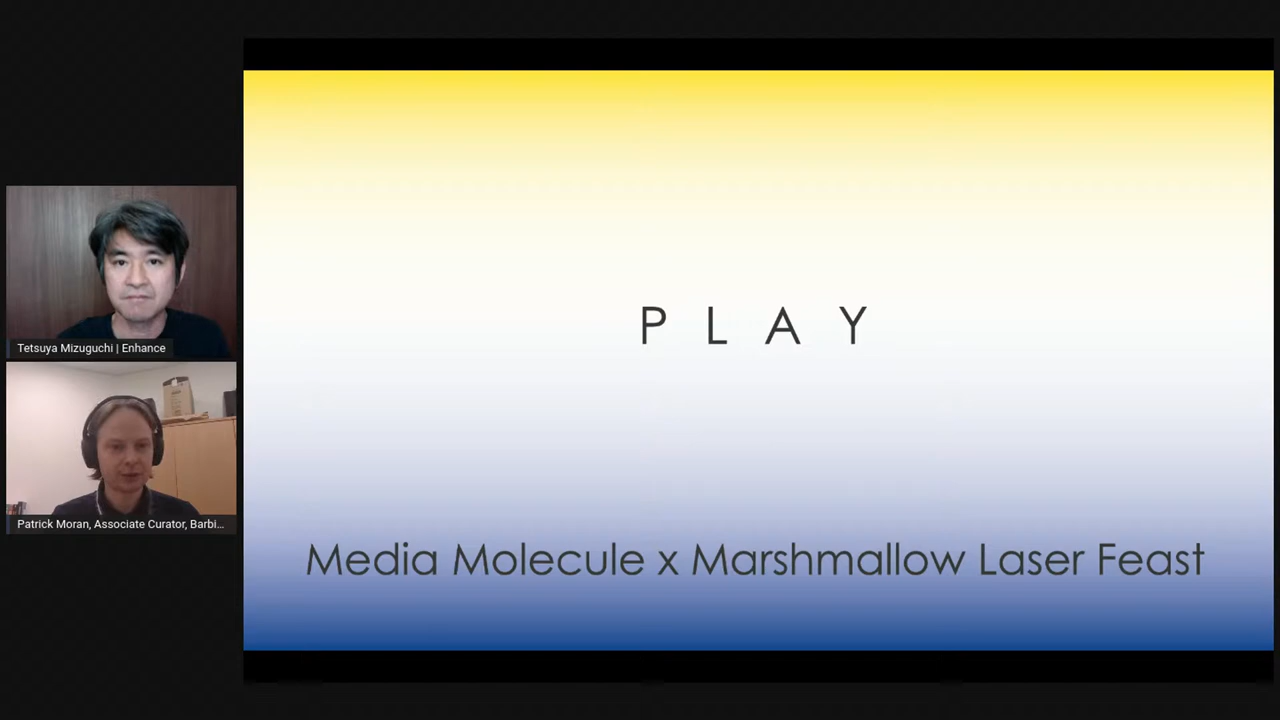 Tetsuya Mizuguchi | Enhance
Patrick Moran, Associate Curator, Barbi...
P L A Y
Media Molecule x Marshmallow Laser Feast